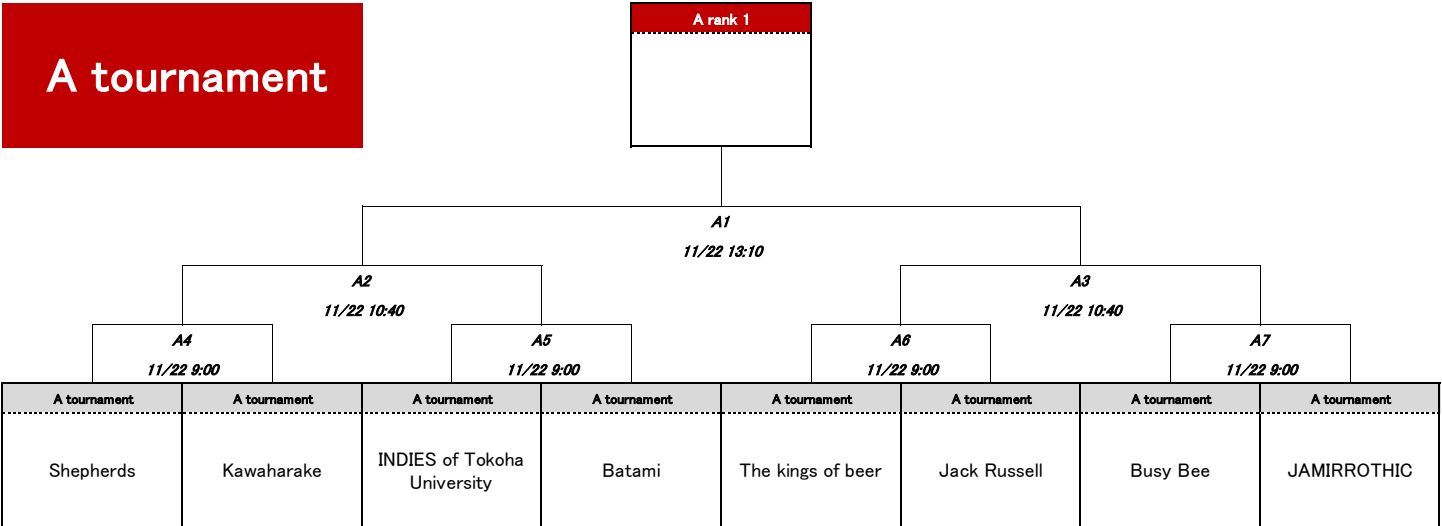 A tournament
A rank 1
A1
11/22 13:10
A2
11/22 10:40
A3
11/22 10:40
A4
11/22 9:00
A5
11/22 9:00
A6
11/22 9:00
A7
11/22 9:00
A tournament
A tournament
A tournament
A tournament
A tournament
A tournament
A tournament
A tournament
Shepherds
Kawaharake
INDIES of Tokoha
University
Batami
The kings of beer
Jack Russell
Busy Bee
JAMIRROTHIC